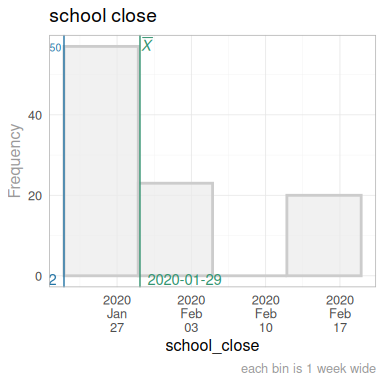 school close
50
X
40
20
0
Frequency
2
2020-01-29
2020 Jan 27
2020 Feb 03
2020 Feb 10
2020 Feb 17
school_close
each bin is 1 week wide